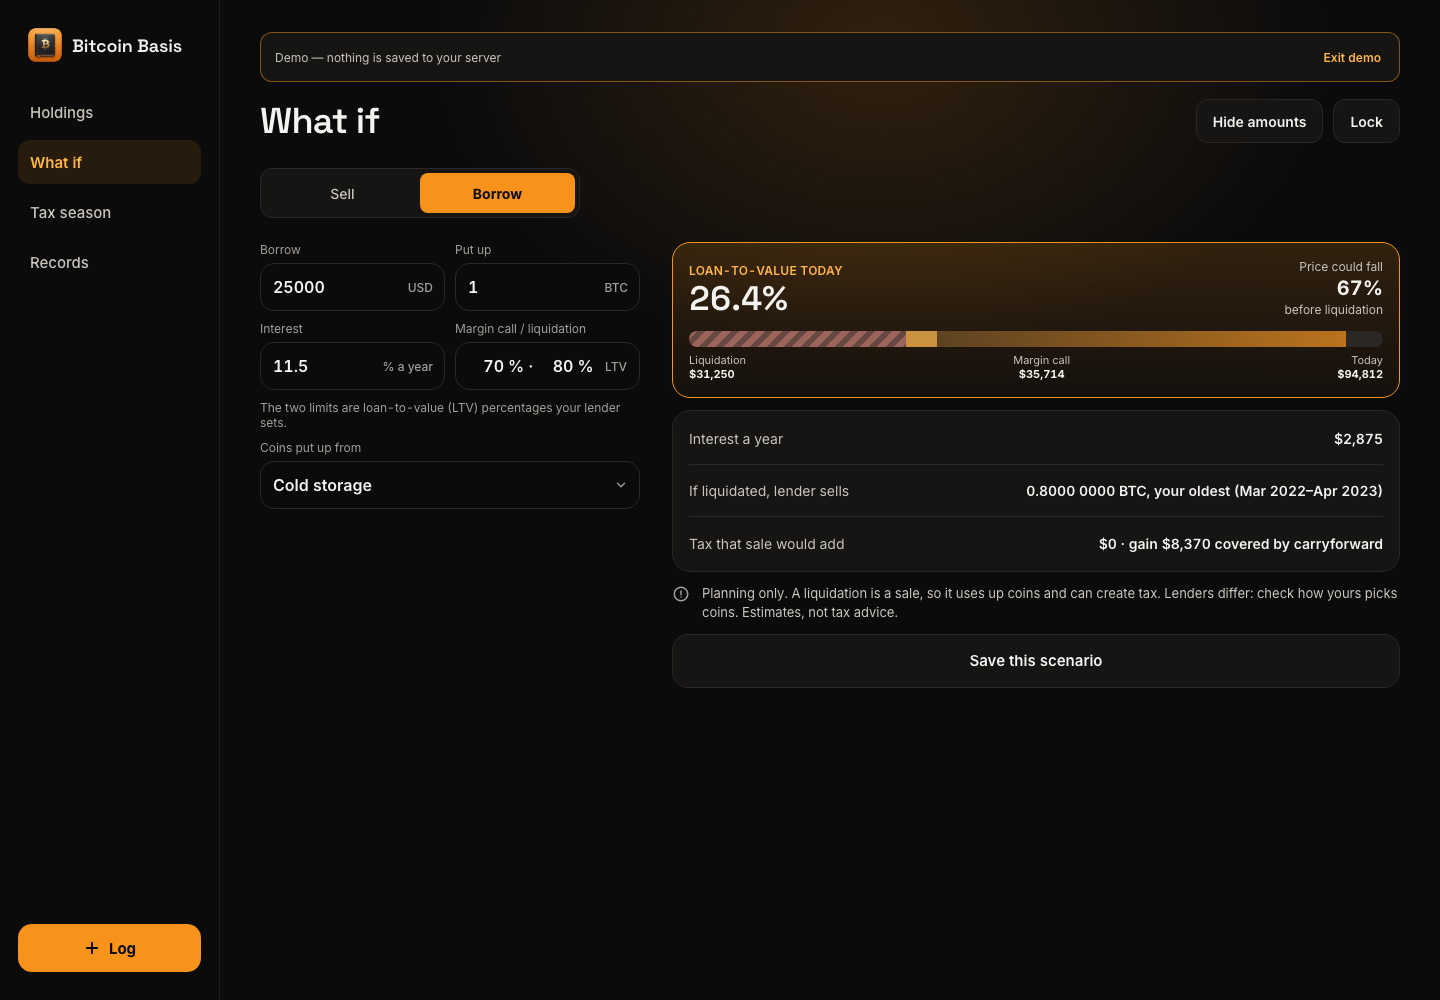 Bitcoin Basis
Holdings
What if
Tax season
Records
Log
Demo — nothing is saved to your server
Exit demo
What if
Hide amounts
Lock
Sell
Borrow
Borrow
Put up
25000 USD
1 BTC
Interest
Margin call / liquidation
11.5 % a year
70 % · 80 % LTV
The two limits are loan-to-value (LTV) percentages your lender
sets.
Coins put up from
Cold storage
LOAN-TO-VALUE TODAY
26.4%
Price could fall
67%
before liquidation
Liquidation
$31,250
Margin call
$35,714
Today
$94,812
Interest a year $2,875
If liquidated, lender sells 0.8000 0000 BTC, your oldest (Mar 2022–Apr 2023)
Tax that sale would add $0 · gain $8,370 covered by carryforward
Planning only. A liquidation is a sale, so it uses up coins and can create tax. Lenders differ: check how yours picks
coins. Estimates, not tax advice.
Save this scenario